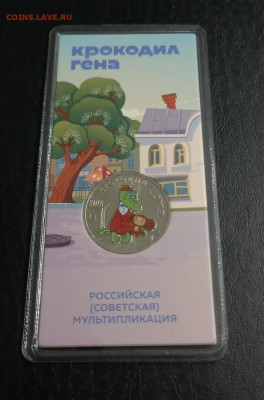 COINS.LAVE.RU
КРОКОДИЛ
ГЕНА
РОССИЙСКАЯ
(СОВЕТСКАЯ)
МУЛЬТИПЛИКАЦИЯ